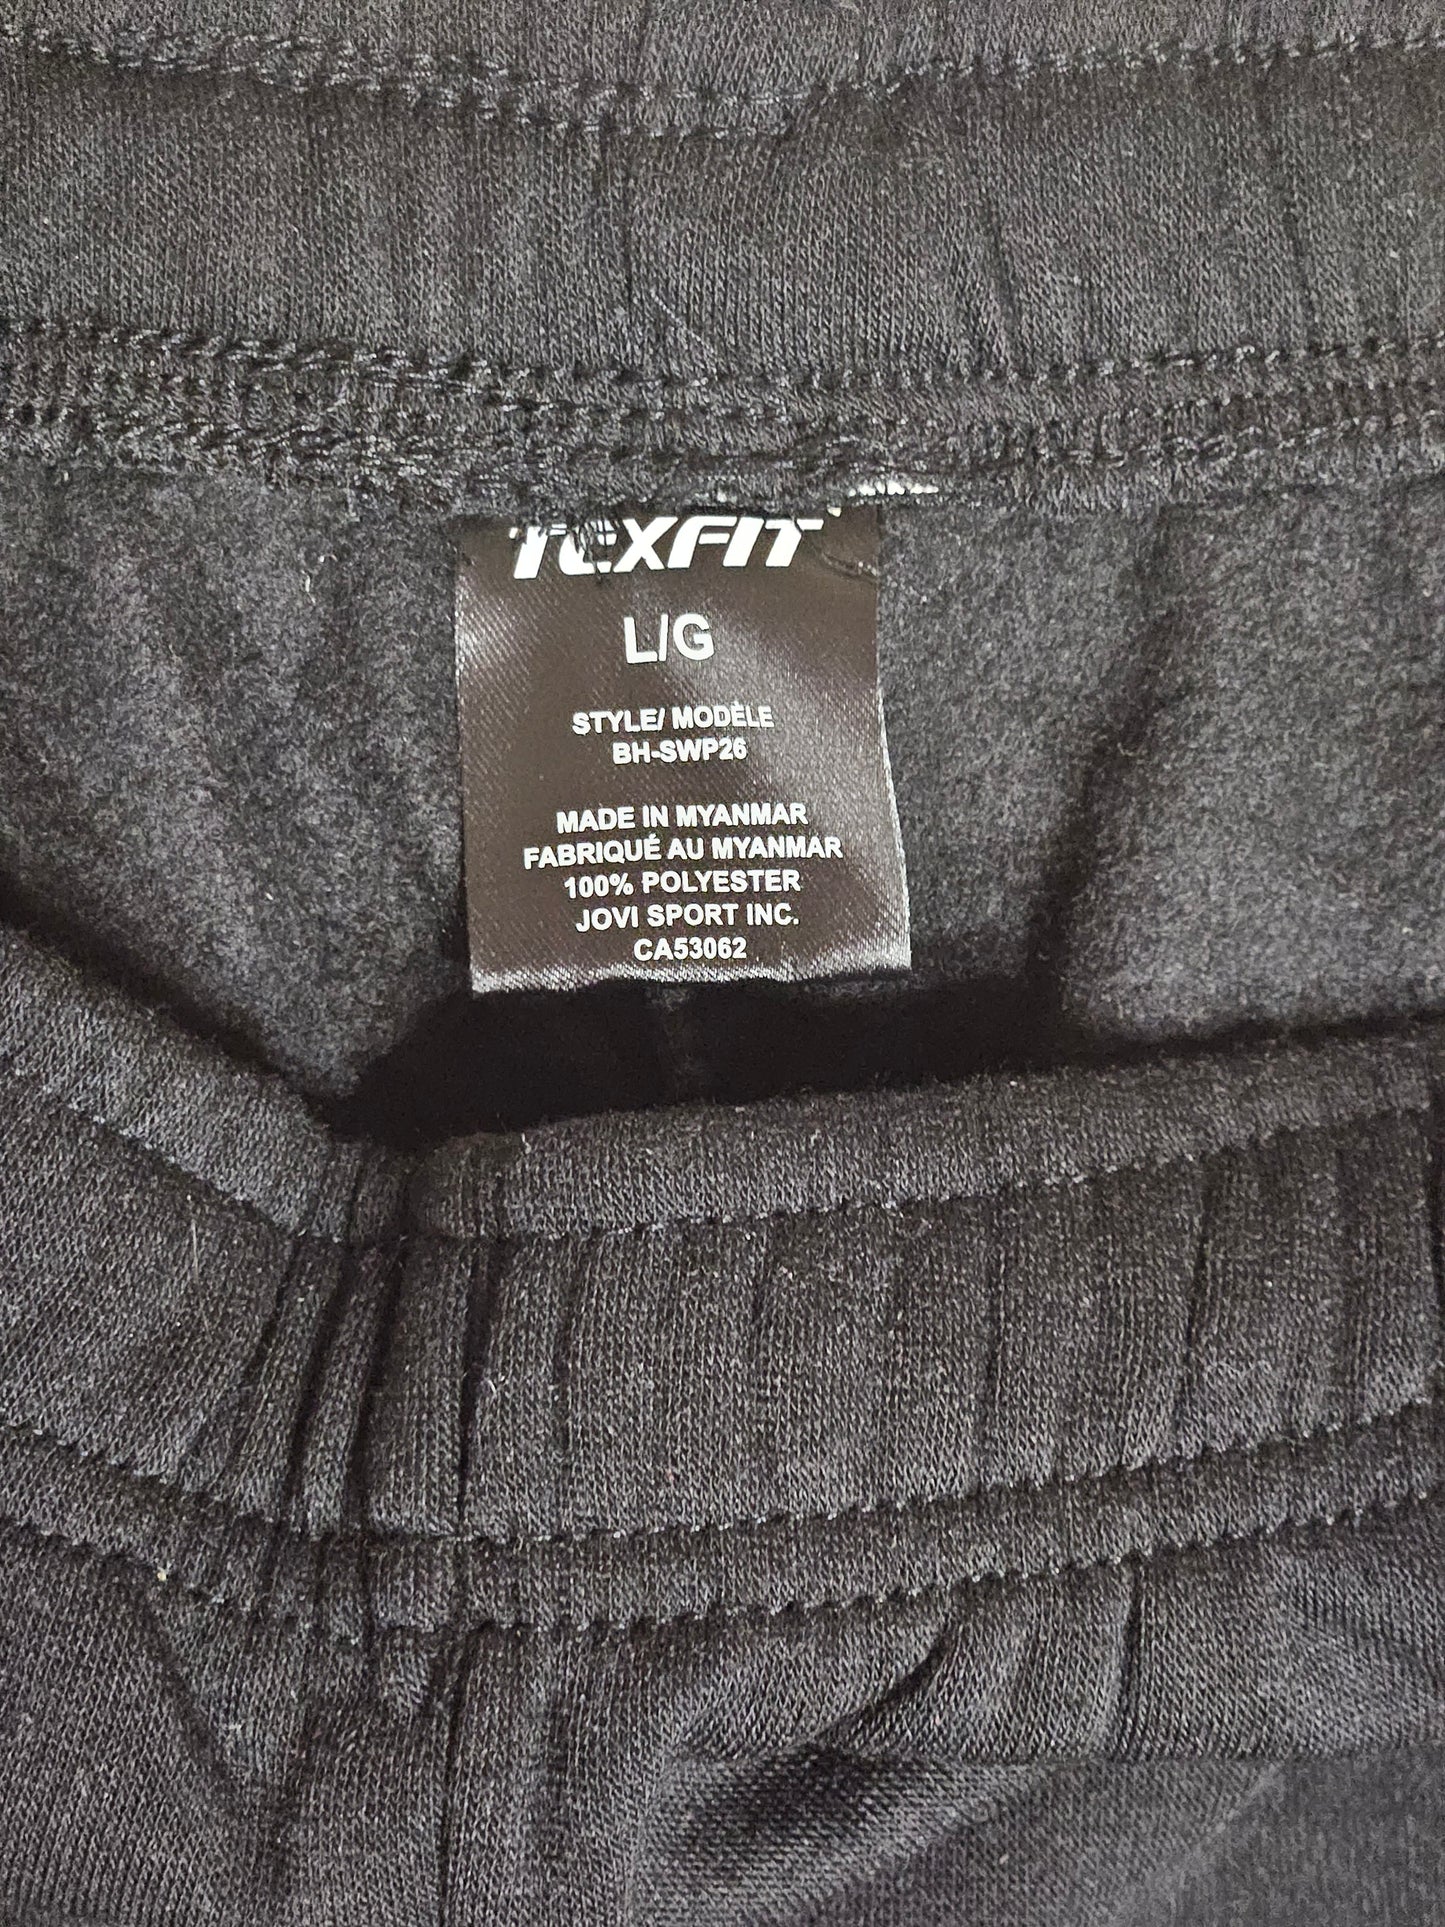 TEXFIT
L/G
STYLE/ MODÈLE
BH-SWP26
MADE IN MYANMAR
FABRIQUÉ AU MYANMAR
100% POLYESTER
JOVI SPORT INC.
CA53062